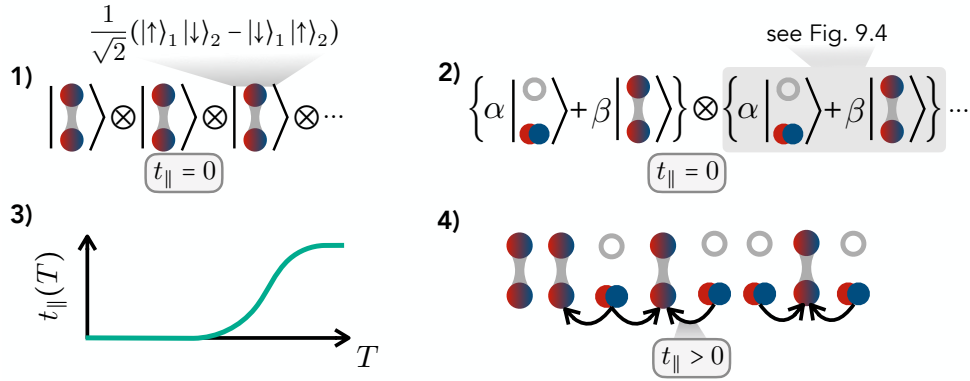 1/√2 (|↑⟩₁ |↓⟩₂ – |↓⟩₁ |↑⟩₂)
see Fig. 9.4
1)
| ⟩ ⊗ | ⟩ ⊗ | ⟩ ⊗ ...
t∥ = 0
2)
{α | ⟩ + β | ⟩} ⊗ {α | ⟩ + β | ⟩} ...
t∥ = 0
3)
t∥(T)
T
4)
t∥ > 0